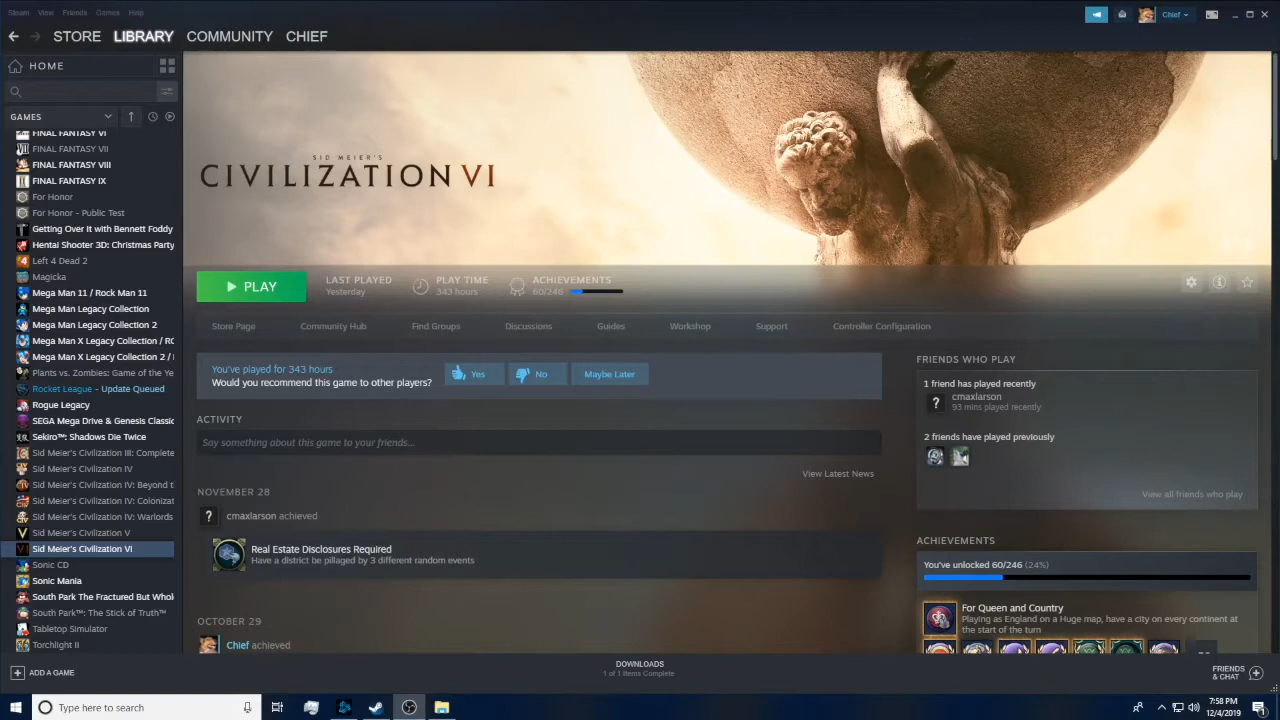 Steam View Friends Games Help
Chief
STORE LIBRARY COMMUNITY CHIEF
HOME
GAMES
FINAL FANTASY VI
FINAL FANTASY VII
FINAL FANTASY VIII
FINAL FANTASY IX
For Honor
For Honor - Public Test
Getting Over It with Bennett Foddy
Hentai Shooter 3D: Christmas Party
Left 4 Dead 2
Magicka
Mega Man 11 / Rock Man 11
Mega Man Legacy Collection
Mega Man Legacy Collection 2
Mega Man X Legacy Collection / RO
Mega Man X Legacy Collection 2 /
Plants vs. Zombies: Game of the Ye
Rocket League - Update Queued
Rogue Legacy
SEGA Mega Drive & Genesis Classic
Sekiro™: Shadows Die Twice
Sid Meier's Civilization III: Complete
Sid Meier's Civilization IV
Sid Meier's Civilization IV: Beyond t
Sid Meier's Civilization IV: Colonizat
Sid Meier's Civilization IV: Warlords
Sid Meier's Civilization V
Sid Meier's Civilization VI
Sonic CD
Sonic Mania
South Park The Fractured But Whol
South Park™: The Stick of Truth™
Tabletop Simulator
Torchlight II
ADD A GAME
SID MEIER'S
CIVILIZATION VI
PLAY
LAST PLAYED
Yesterday
PLAY TIME
343 hours
ACHIEVEMENTS
60/246
Store Page Community Hub Find Groups Discussions Guides Workshop Support Controller Configuration
You've played for 343 hours
Would you recommend this game to other players?
Yes No Maybe Later
ACTIVITY
Say something about this game to your friends...
View Latest News
NOVEMBER 28
? cmaxlarson achieved
Real Estate Disclosures Required
Have a district be pillaged by 3 different random events
OCTOBER 29
Chief achieved
FRIENDS WHO PLAY
1 friend has played recently
? cmaxlarson
93 mins played recently
2 friends have played previously
View all friends who play
ACHIEVEMENTS
You've unlocked 60/246 (24%)
For Queen and Country
Playing as England on a Huge map, have a city on every continent at
the start of the turn
DOWNLOADS
1 of 1 Items Complete
FRIENDS
& CHAT
Type here to search
7:58 PM
12/4/2019
1